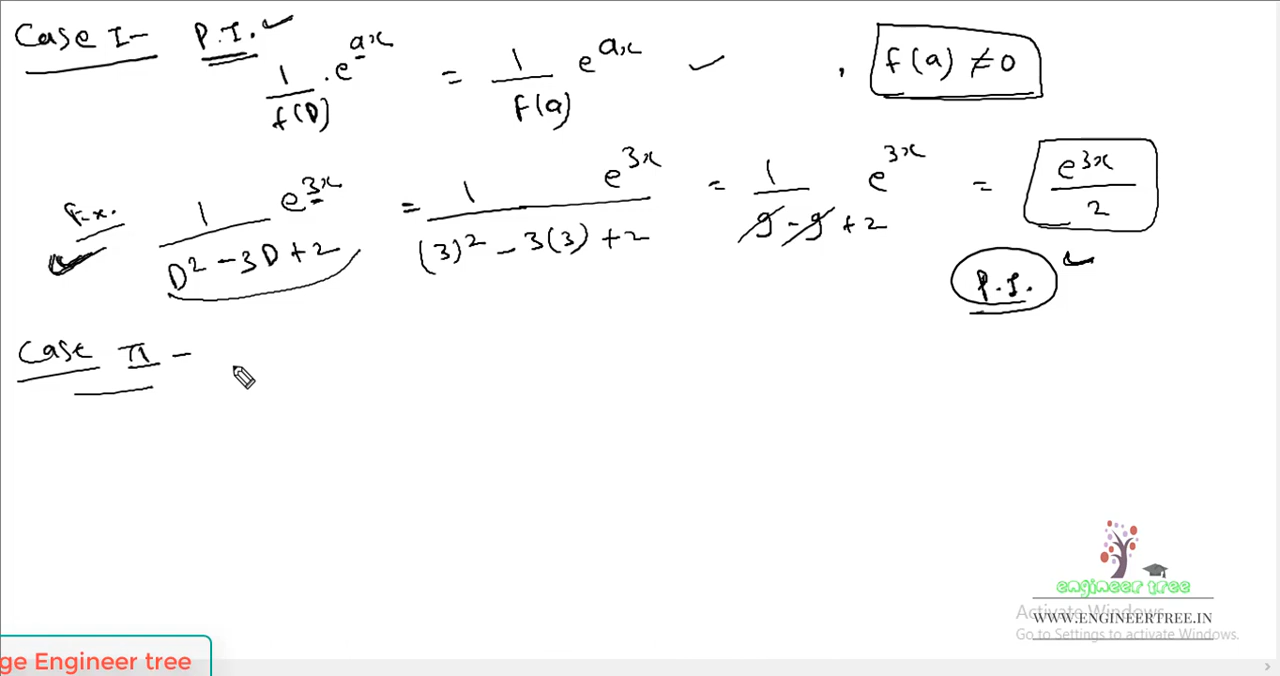 Case I- P.I.
1/f(D) . e^ax = 1/f(a) e^ax , f(a) ≠ 0
Ex. 1/(D² - 3D + 2) e^3x = 1/((3)² - 3(3) + 2) e^3x = 1/(9 - 9 + 2) e^3x = e^3x/2
P.I.
Case II -
engineer tree
Activate Windows
WWW.ENGINEERTREE.IN
Go to Settings to activate Windows.
ge Engineer tree